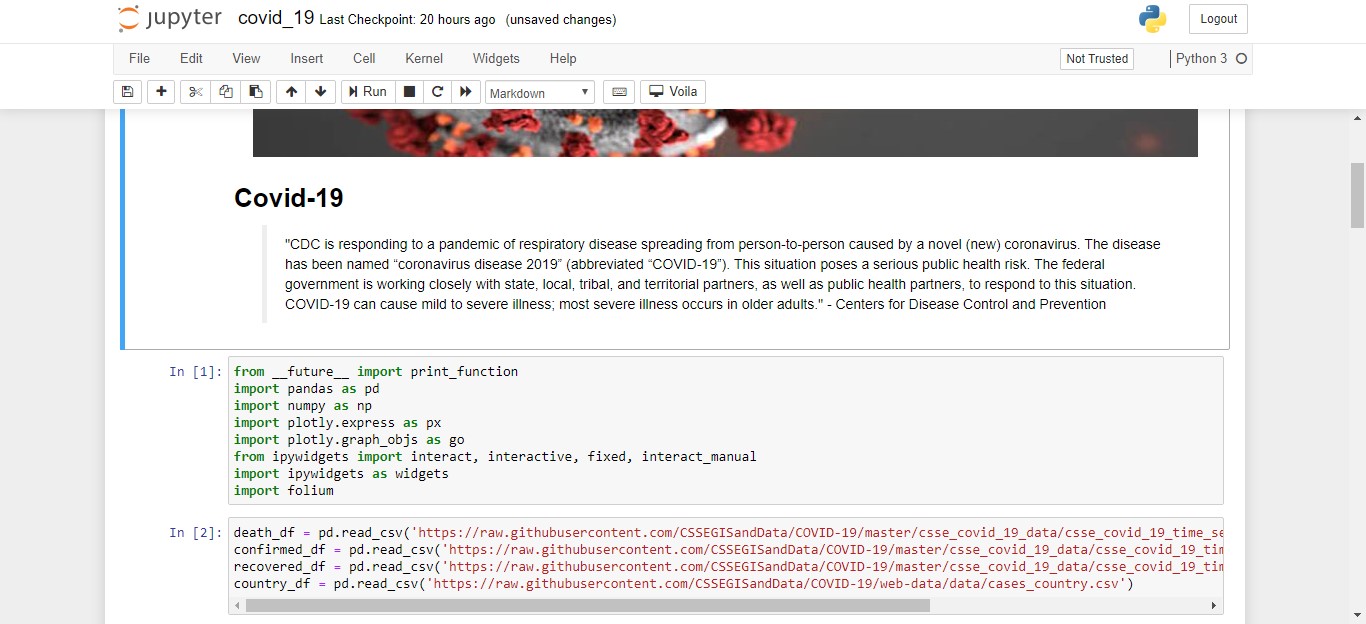 jupyter covid_19 Last Checkpoint: 20 hours ago (unsaved changes) Logout
File Edit View Insert Cell Kernel Widgets Help Not Trusted Python 3
Run Markdown Voila
Covid-19
"CDC is responding to a pandemic of respiratory disease spreading from person-to-person caused by a novel (new) coronavirus. The disease
has been named “coronavirus disease 2019” (abbreviated “COVID-19”). This situation poses a serious public health risk. The federal
government is working closely with state, local, tribal, and territorial partners, as well as public health partners, to respond to this situation.
COVID-19 can cause mild to severe illness; most severe illness occurs in older adults." - Centers for Disease Control and Prevention
In [1]: from __future__ import print_function
import pandas as pd
import numpy as np
import plotly.express as px
import plotly.graph_objs as go
from ipywidgets import interact, interactive, fixed, interact_manual
import ipywidgets as widgets
import folium
In [2]: death_df = pd.read_csv('https://raw.githubusercontent.com/CSSEGISandData/COVID-19/master/csse_covid_19_data/csse_covid_19_time_se
confirmed_df = pd.read_csv('https://raw.githubusercontent.com/CSSEGISandData/COVID-19/master/csse_covid_19_data/csse_covid_19_tim
recovered_df = pd.read_csv('https://raw.githubusercontent.com/CSSEGISandData/COVID-19/master/csse_covid_19_data/csse_covid_19_tim
country_df = pd.read_csv('https://raw.githubusercontent.com/CSSEGISandData/COVID-19/web-data/data/cases_country.csv')